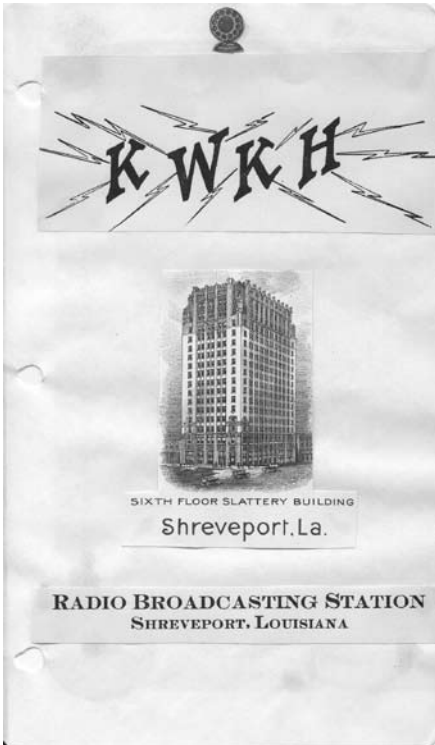 KWKH
SIXTH FLOOR SLATTERY BUILDING
Shreveport, La.
RADIO BROADCASTING STATION
SHREVEPORT, LOUISIANA